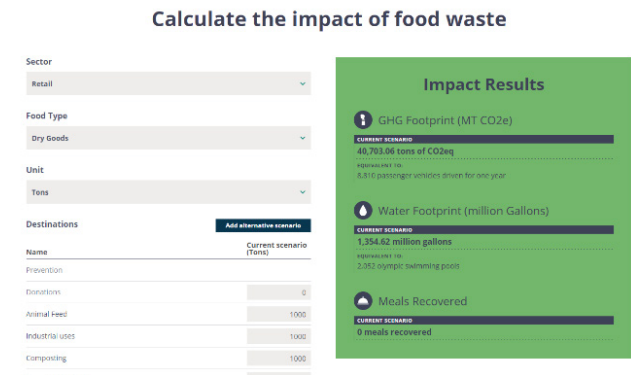 Calculate the impact of food waste
Sector
Retail
Food Type
Dry Goods
Unit
Tons
Destinations
Add alternative scenario
Name
Current scenario
(Tons)
Prevention
Donations 0
Animal Feed 1000
Industrial uses 1000
Composting 1000
Impact Results
GHG Footprint (MT CO2e)
CURRENT SCENARIO
40,703.06 tons of CO2eq
EQUIVALENT TO:
8,810 passenger vehicles driven for one year
Water Footprint (million Gallons)
CURRENT SCENARIO
1,354.62 million gallons
EQUIVALENT TO:
2,052 olympic swimming pools
Meals Recovered
CURRENT SCENARIO
0 meals recovered